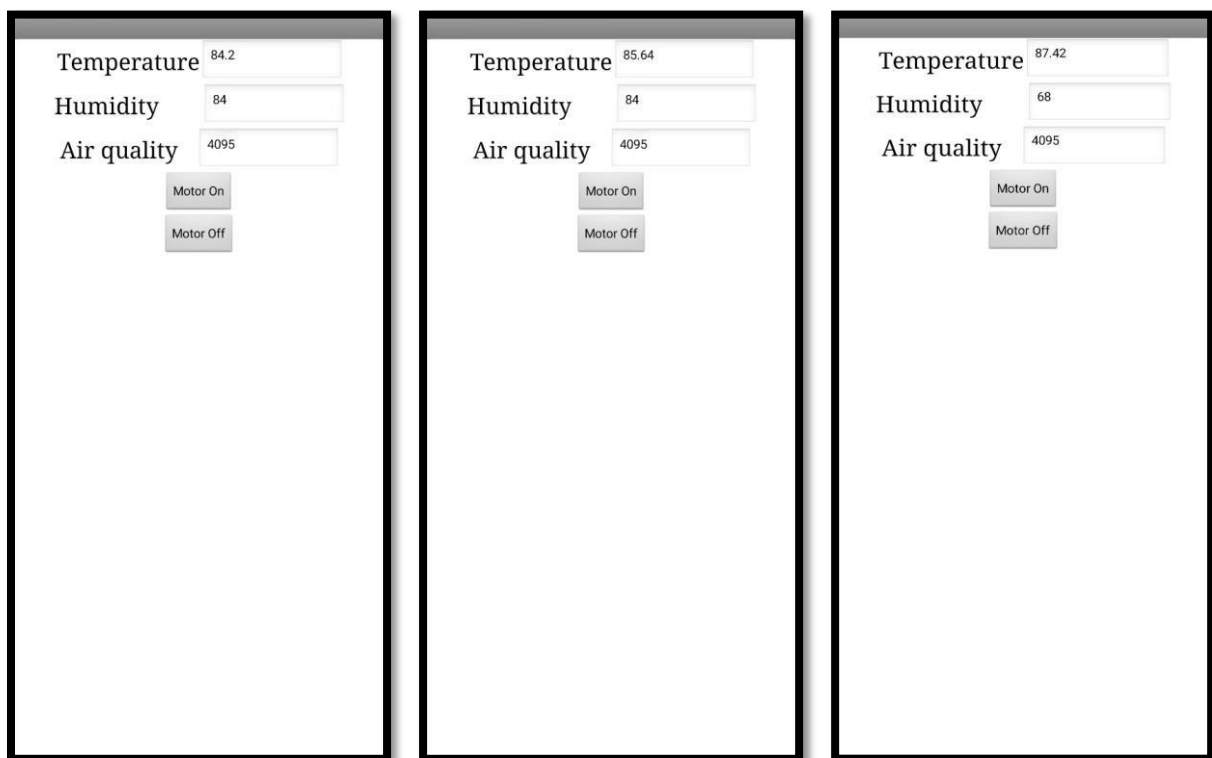 Temperature 84.2
Humidity 84
Air quality 4095
Motor On
Motor Off
Temperature 85.64
Humidity 84
Air quality 4095
Motor On
Motor Off
Temperature 87.42
Humidity 68
Air quality 4095
Motor On
Motor Off